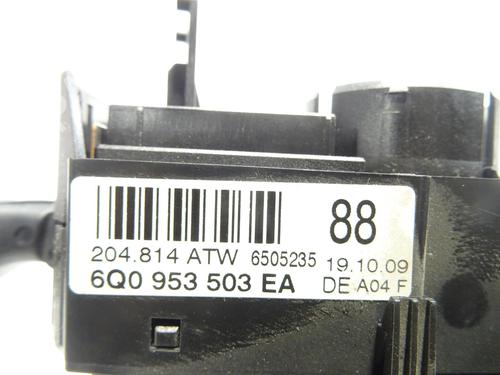 88
204.814 ATW 6505235 19.10.09
6Q0 953 503 EA DE A04 F